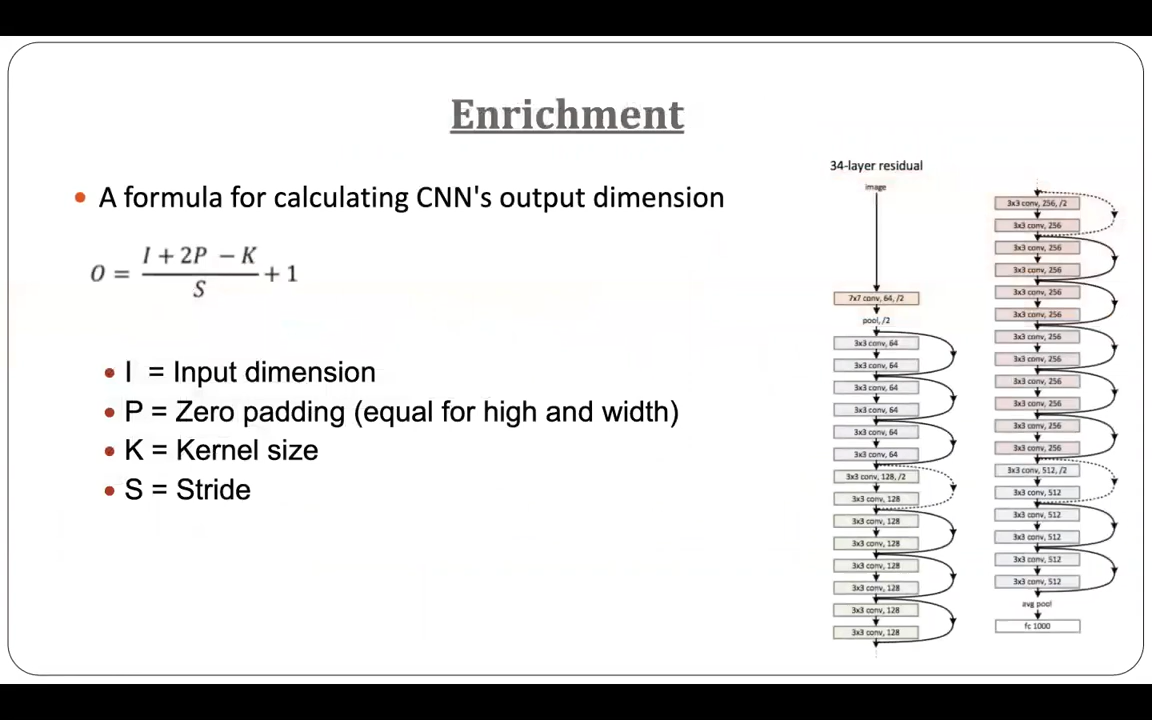 Enrichment
• A formula for calculating CNN's output dimension
O = (I + 2P − K) / S + 1
• I = Input dimension
• P = Zero padding (equal for high and width)
• K = Kernel size
• S = Stride
34-layer residual
image
7x7 conv, 64, /2
pool, /2
3x3 conv, 64
3x3 conv, 64
3x3 conv, 64
3x3 conv, 64
3x3 conv, 64
3x3 conv, 64
3x3 conv, 128, /2
3x3 conv, 128
3x3 conv, 128
3x3 conv, 128
3x3 conv, 128
3x3 conv, 128
3x3 conv, 128
3x3 conv, 128
3x3 conv, 256, /2
3x3 conv, 256
3x3 conv, 256
3x3 conv, 256
3x3 conv, 256
3x3 conv, 256
3x3 conv, 256
3x3 conv, 256
3x3 conv, 256
3x3 conv, 256
3x3 conv, 256
3x3 conv, 256
3x3 conv, 512, /2
3x3 conv, 512
3x3 conv, 512
3x3 conv, 512
3x3 conv, 512
3x3 conv, 512
avg pool
fc 1000